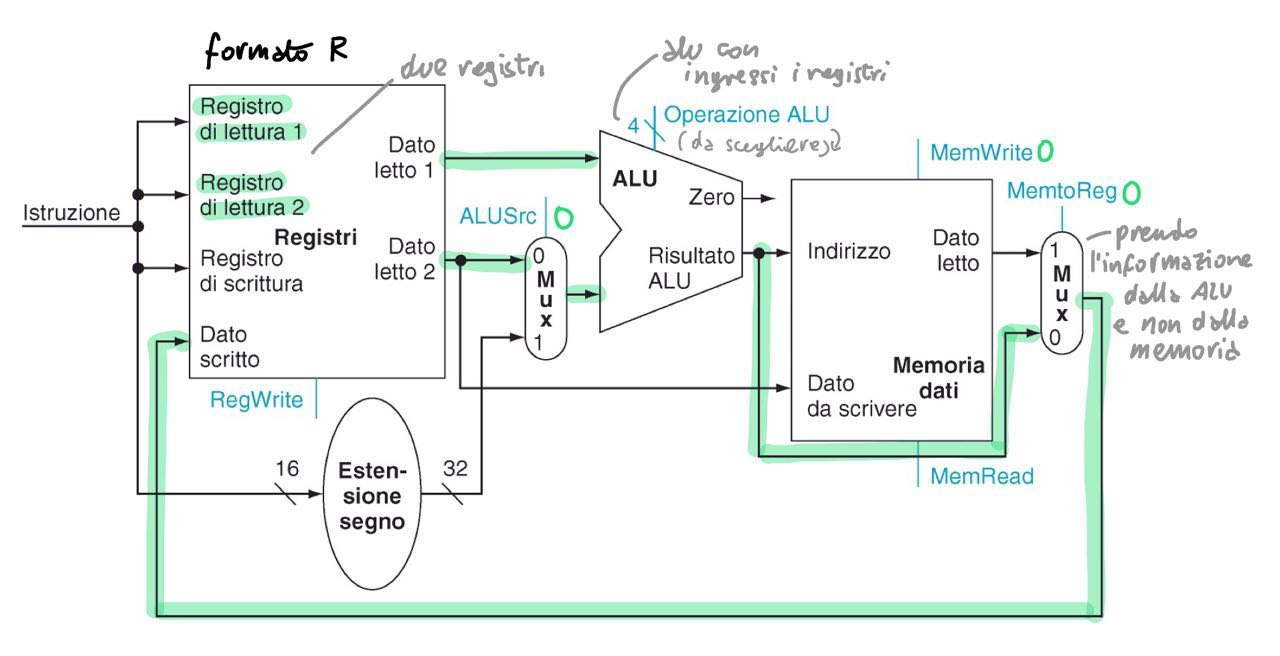 formato R
due registri
alu con
ingressi i registri
Registro
di lettura 1
Registro
di lettura 2
Istruzione
Registri
Registro
di scrittura
Dato
scritto
Dato
letto 1
Dato
letto 2
RegWrite
16
Esten-
sione
segno
32
ALUSrc 0
0
Mux
1
4
Operazione ALU
ALU
Zero
Risultato
ALU
MemWrite 0
Indirizzo
Dato
letto
Memoria
dati
Dato
da scrivere
MemRead
MemtoReg 0
1
Mux
0
prendo
l'informazione
dalla ALU
e non dalla
memoria